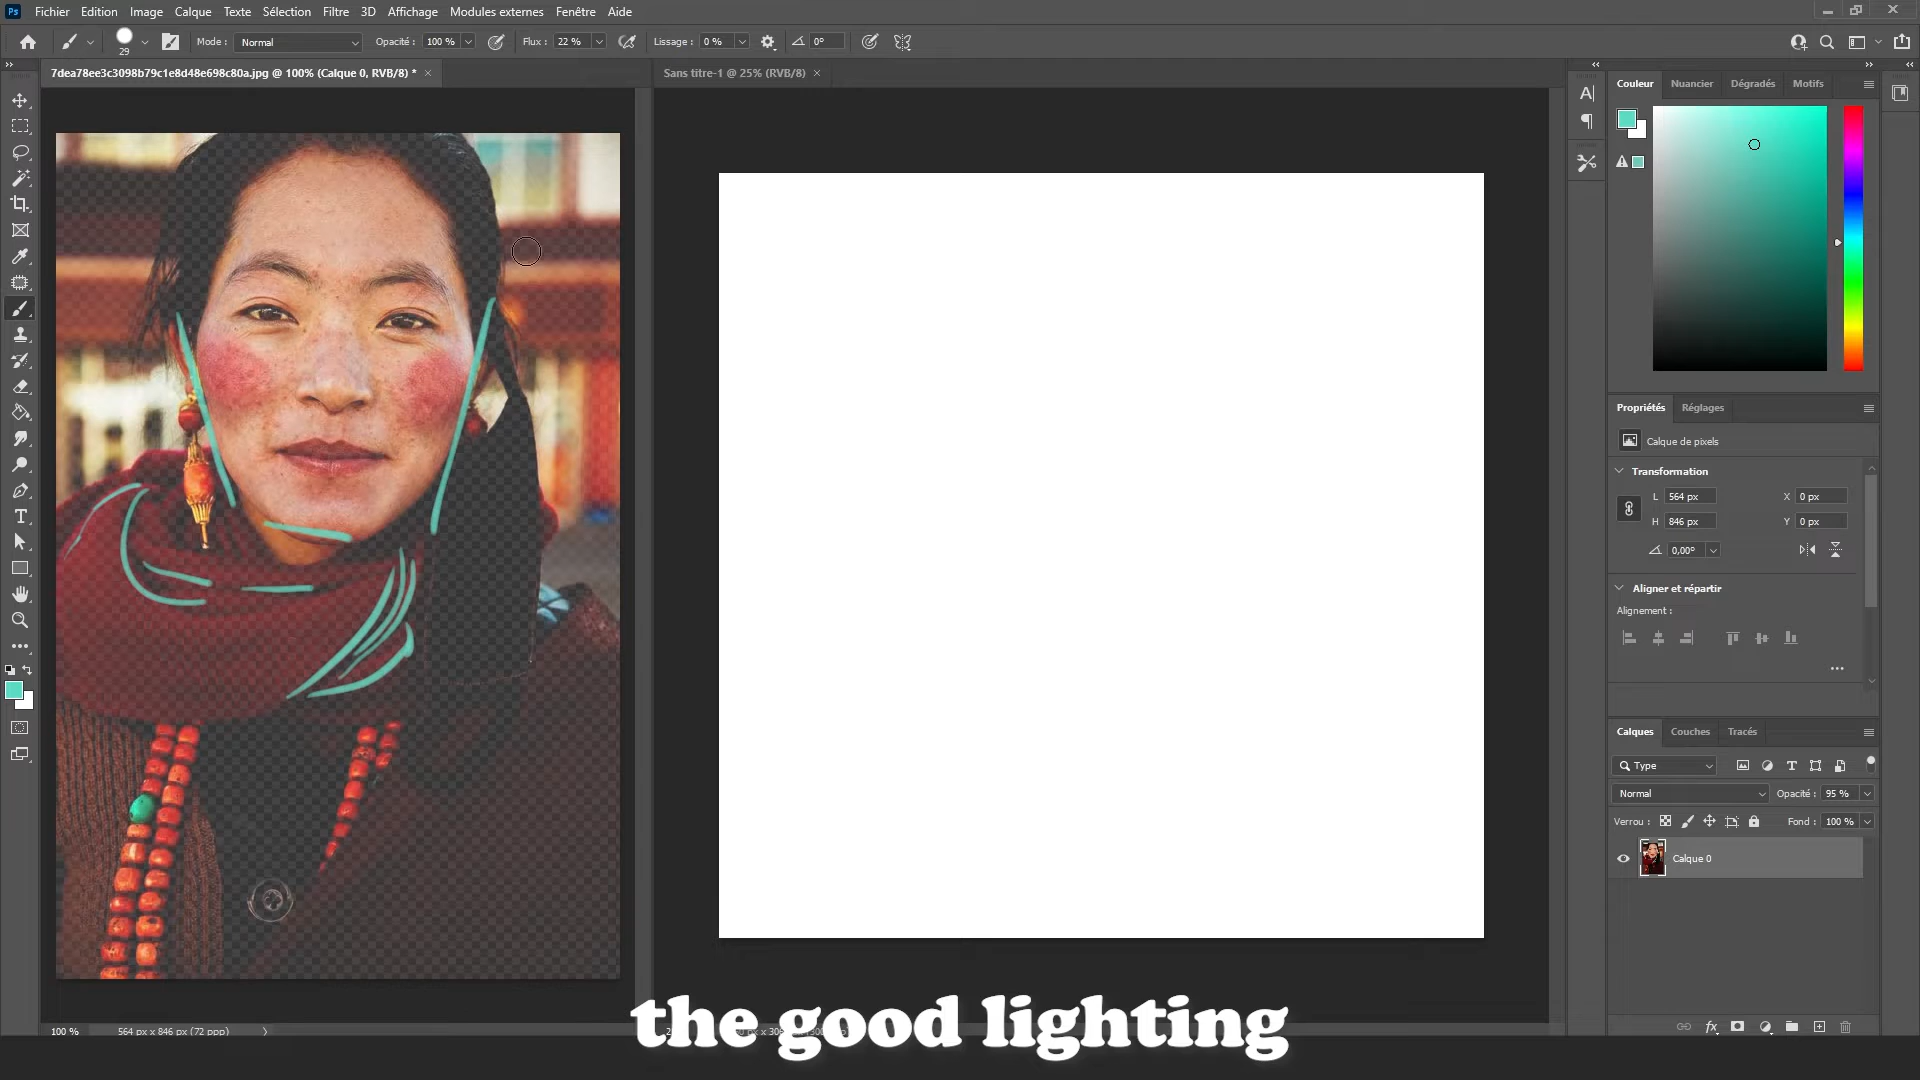 Ps Fichier Edition Image Calque Texte Sélection Filtre 3D Affichage Modules externes Fenêtre Aide
29 Mode : Normal Opacité : 100 % Flux : 22 % Lissage : 0 % 0°
7dea78ee3c3098b79c1e8d48e698c80a.jpg @ 100% (Calque 0, RVB/8) *
Sans titre-1 @ 25% (RVB/8)
Couleur Nuancier Dégradés Motifs
Propriétés Réglages
Calque de pixels
Transformation
L 564 px X 0 px
H 846 px Y 0 px
0,00°
Aligner et répartir
Alignement :
Calques Couches Tracés
Type
Normal Opacité : 95 %
Verrou : Fond : 100 %
Calque 0
fx
100 % 564 px x 846 px (72 ppp)
the good lighting